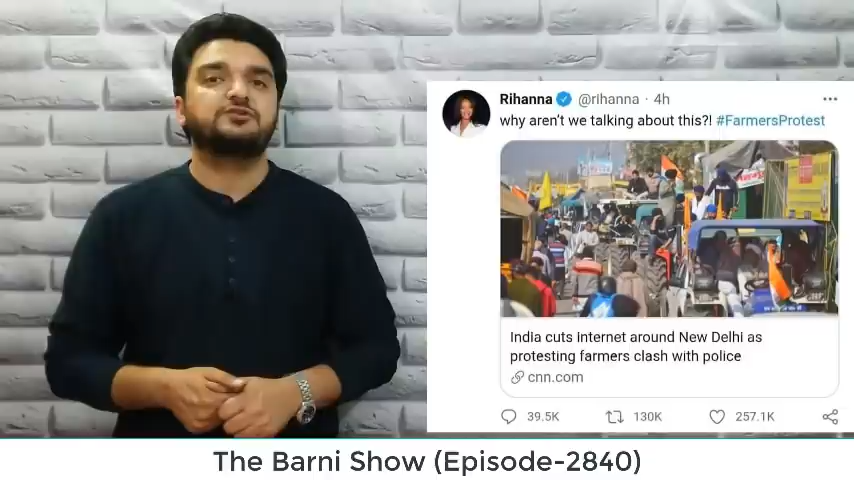 Rihanna @rihanna · 4h
why aren't we talking about this?! #FarmersProtest
India cuts internet around New Delhi as
protesting farmers clash with police
cnn.com
39.5K 130K 257.1K
The Barni Show (Episode-2840)